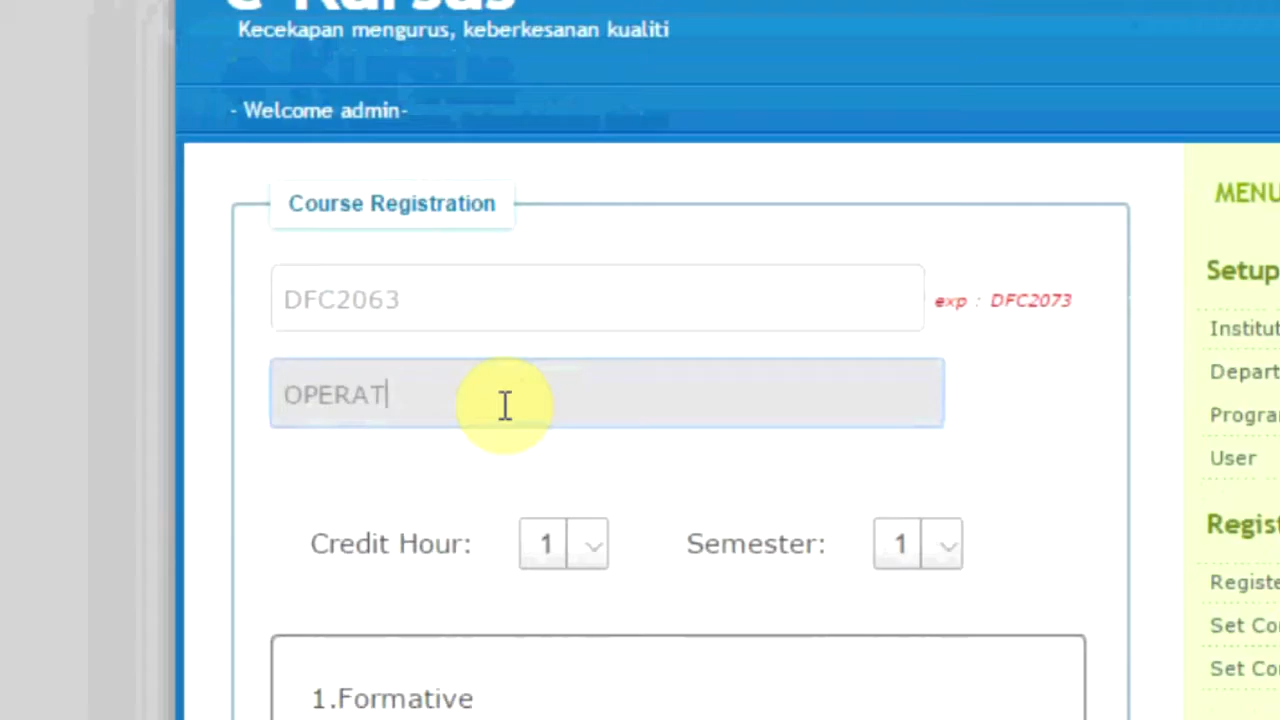 Kecekapan mengurus, keberkesanan kualiti
- Welcome admin-
Course Registration
DFC2063
exp : DFC2073
OPERAT
Credit Hour: 1 Semester: 1
1.Formative
MENU
Setup
Institut
Depart
Progra
User
Regist
Registe
Set Co
Set Co